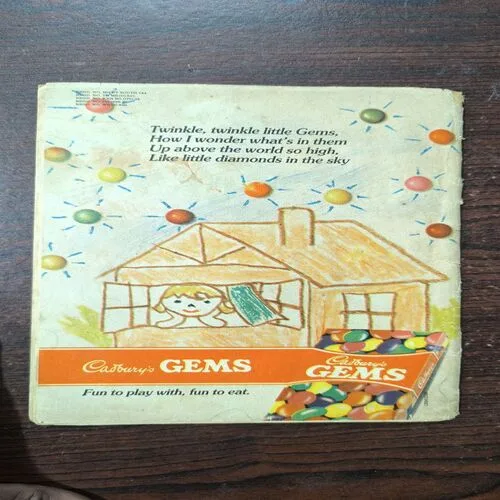 Twinkle, twinkle little Gems,
How I wonder what's in them
Up above the world so high,
Like little diamonds in the sky
Cadbury's GEMS
Cadbury's
GEMS
Fun to play with, fun to eat.